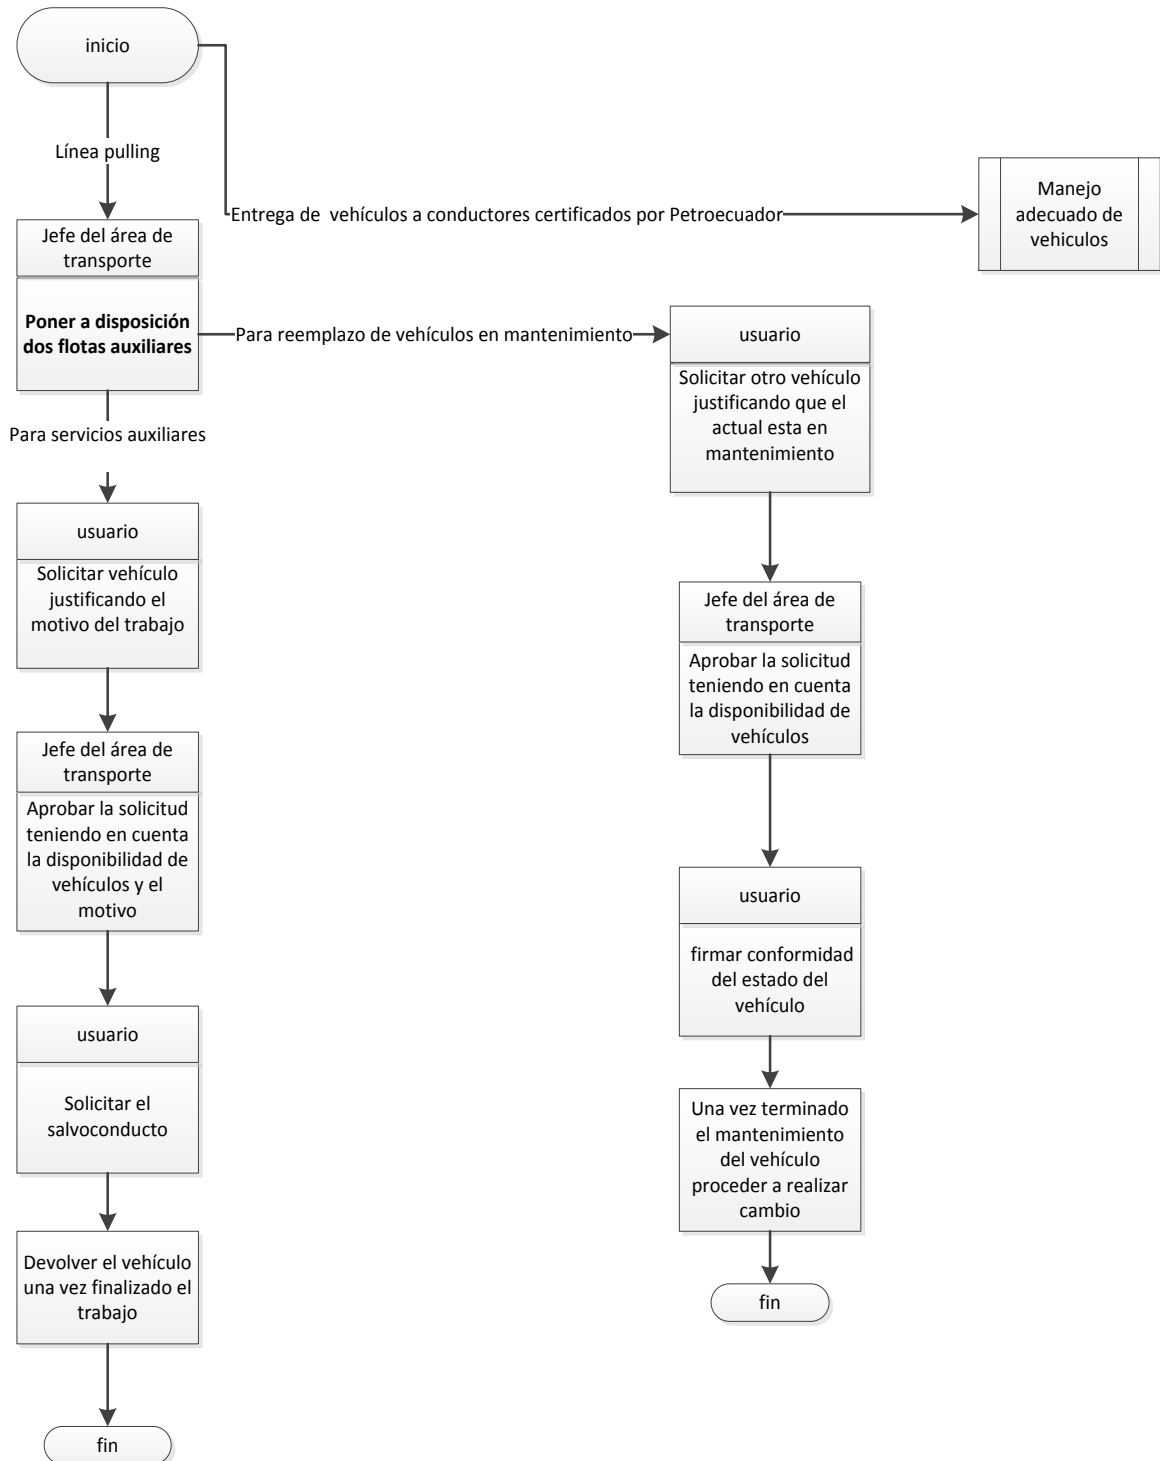 inicio
Línea pulling
Entrega de  vehículos a conductores certificados por Petroecuador
Manejo
adecuado de
vehiculos
Jefe del área de
transporte
Poner a disposición
dos flotas auxiliares
Para reemplazo de vehículos en mantenimiento
Para servicios auxiliares
usuario
Solicitar vehículo
justificando el
motivo del trabajo
Jefe del área de
transporte
Aprobar la solicitud
teniendo en cuenta
la disponibilidad de
vehículos y el
motivo
usuario
Solicitar el
salvoconducto
Devolver el vehículo
una vez finalizado el
trabajo
fin
usuario
Solicitar otro vehículo
justificando que el
actual esta en
mantenimiento
Jefe del área de
transporte
Aprobar la solicitud
teniendo en cuenta
la disponibilidad de
vehículos
usuario
firmar conformidad
del estado del
vehículo
Una vez terminado
el mantenimiento
del vehículo
proceder a realizar
cambio
fin